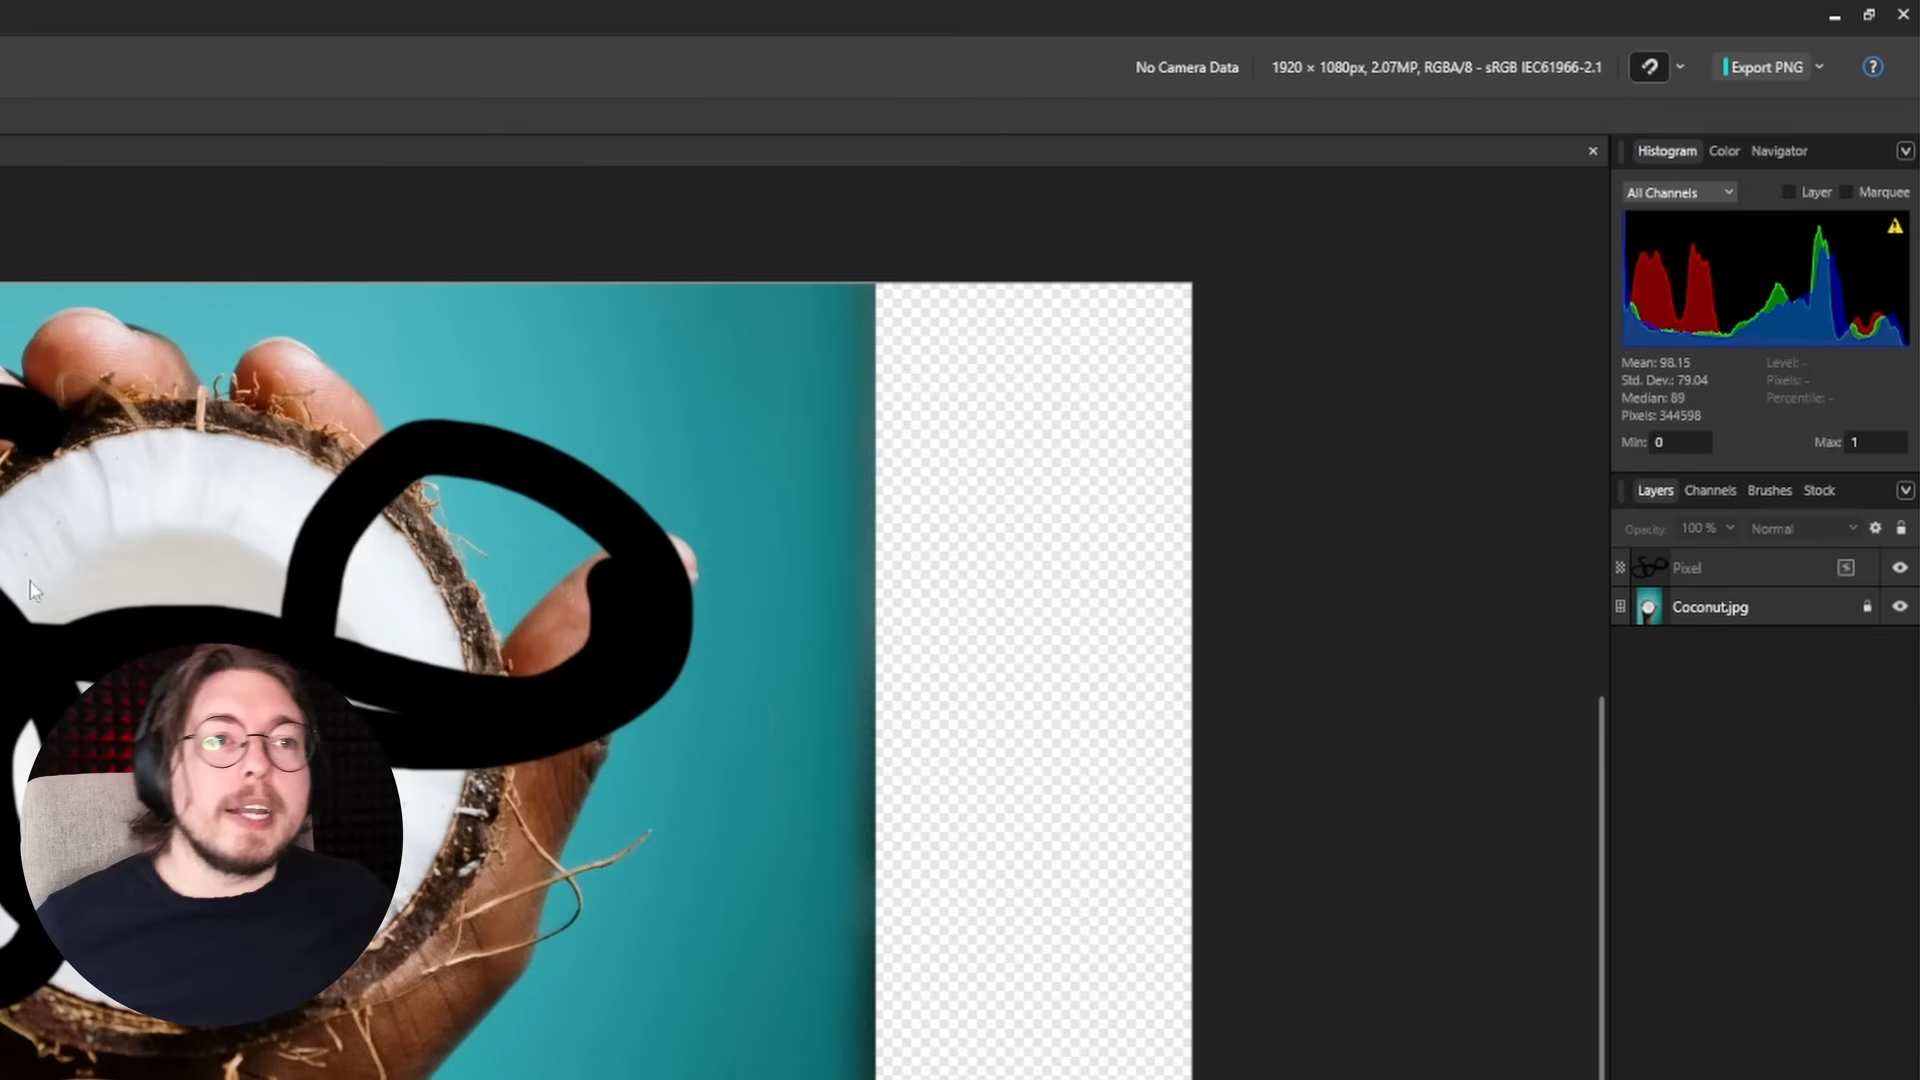 No Camera Data
1920 × 1080px, 2.07MP, RGBA/8 - sRGB IEC61966-2.1
Export PNG
?
Histogram Color Navigator
All Channels
Layer
Marquee
Mean: 98.15
Std. Dev.: 79.04
Median: 89
Pixels: 344598
Level: -
Pixels: -
Percentile: -
Min: 0
Max: 1
Layers Channels Brushes Stock
Opacity: 100 %
Normal
Pixel
Coconut.jpg